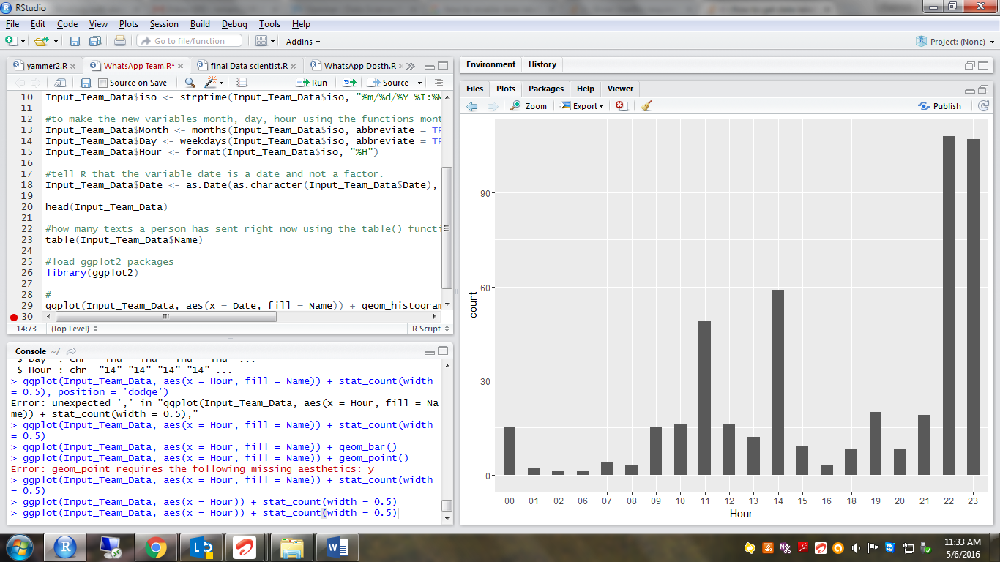 RStudio
File Edit Code View Plots Session Build Debug Tools Help
Go to file/function Addins Project: (None)
yammer2.R WhatsApp Team.R* final Data scientist.R WhatsApp Dosth.R
Source on Save Run Source
10 Input_Team_Data$iso <- strptime(Input_Team_Data$iso, "%m/%d/%Y %I:%M
11
12 #to make the new variables month, day, hour using the functions mont
13 Input_Team_Data$Month <- months(Input_Team_Data$iso, abbreviate = TR
14 Input_Team_Data$Day <- weekdays(Input_Team_Data$iso, abbreviate = TR
15 Input_Team_Data$Hour <- format(Input_Team_Data$iso, "%H")
16
17 #tell R that the variable date is a date and not a factor.
18 Input_Team_Data$Date <- as.Date(as.character(Input_Team_Data$Date),
19
20 head(Input_Team_Data)
21
22 #how many texts a person has sent right now using the table() functi
23 table(Input_Team_Data$Name)
24
25 #load ggplot2 packages
26 library(ggplot2)
27
28 #
29 ggplot(Input_Team_Data, aes(x = Date, fill = Name)) + geom_histogram
30
14:73 (Top Level) R Script
Console ~/
$ Day : chr "Thu" "Thu" "Thu" "Thu" ...
$ Hour : chr "14" "14" "14" "14" ...
> ggplot(Input_Team_Data, aes(x = Hour, fill = Name)) + stat_count(width
= 0.5), position = 'dodge')
Error: unexpected ',' in "ggplot(Input_Team_Data, aes(x = Hour, fill = Na
me)) + stat_count(width = 0.5),"
> ggplot(Input_Team_Data, aes(x = Hour, fill = Name)) + stat_count(width
= 0.5)
> ggplot(Input_Team_Data, aes(x = Hour, fill = Name)) + geom_bar()
> ggplot(Input_Team_Data, aes(x = Hour, fill = Name)) + geom_point()
Error: geom_point requires the following missing aesthetics: y
> ggplot(Input_Team_Data, aes(x = Hour, fill = Name)) + stat_count(width
= 0.5)
> ggplot(Input_Team_Data, aes(x = Hour)) + stat_count(width = 0.5)
> ggplot(Input_Team_Data, aes(x = Hour)) + stat_count(width = 0.5)
Environment History
Files Plots Packages Help Viewer
Zoom Export Publish
90
60
30
0
count
00 01 02 06 07 08 09 10 11 12 13 14 15 16 18 19 20 21 22 23
Hour
11:33 AM
5/6/2016